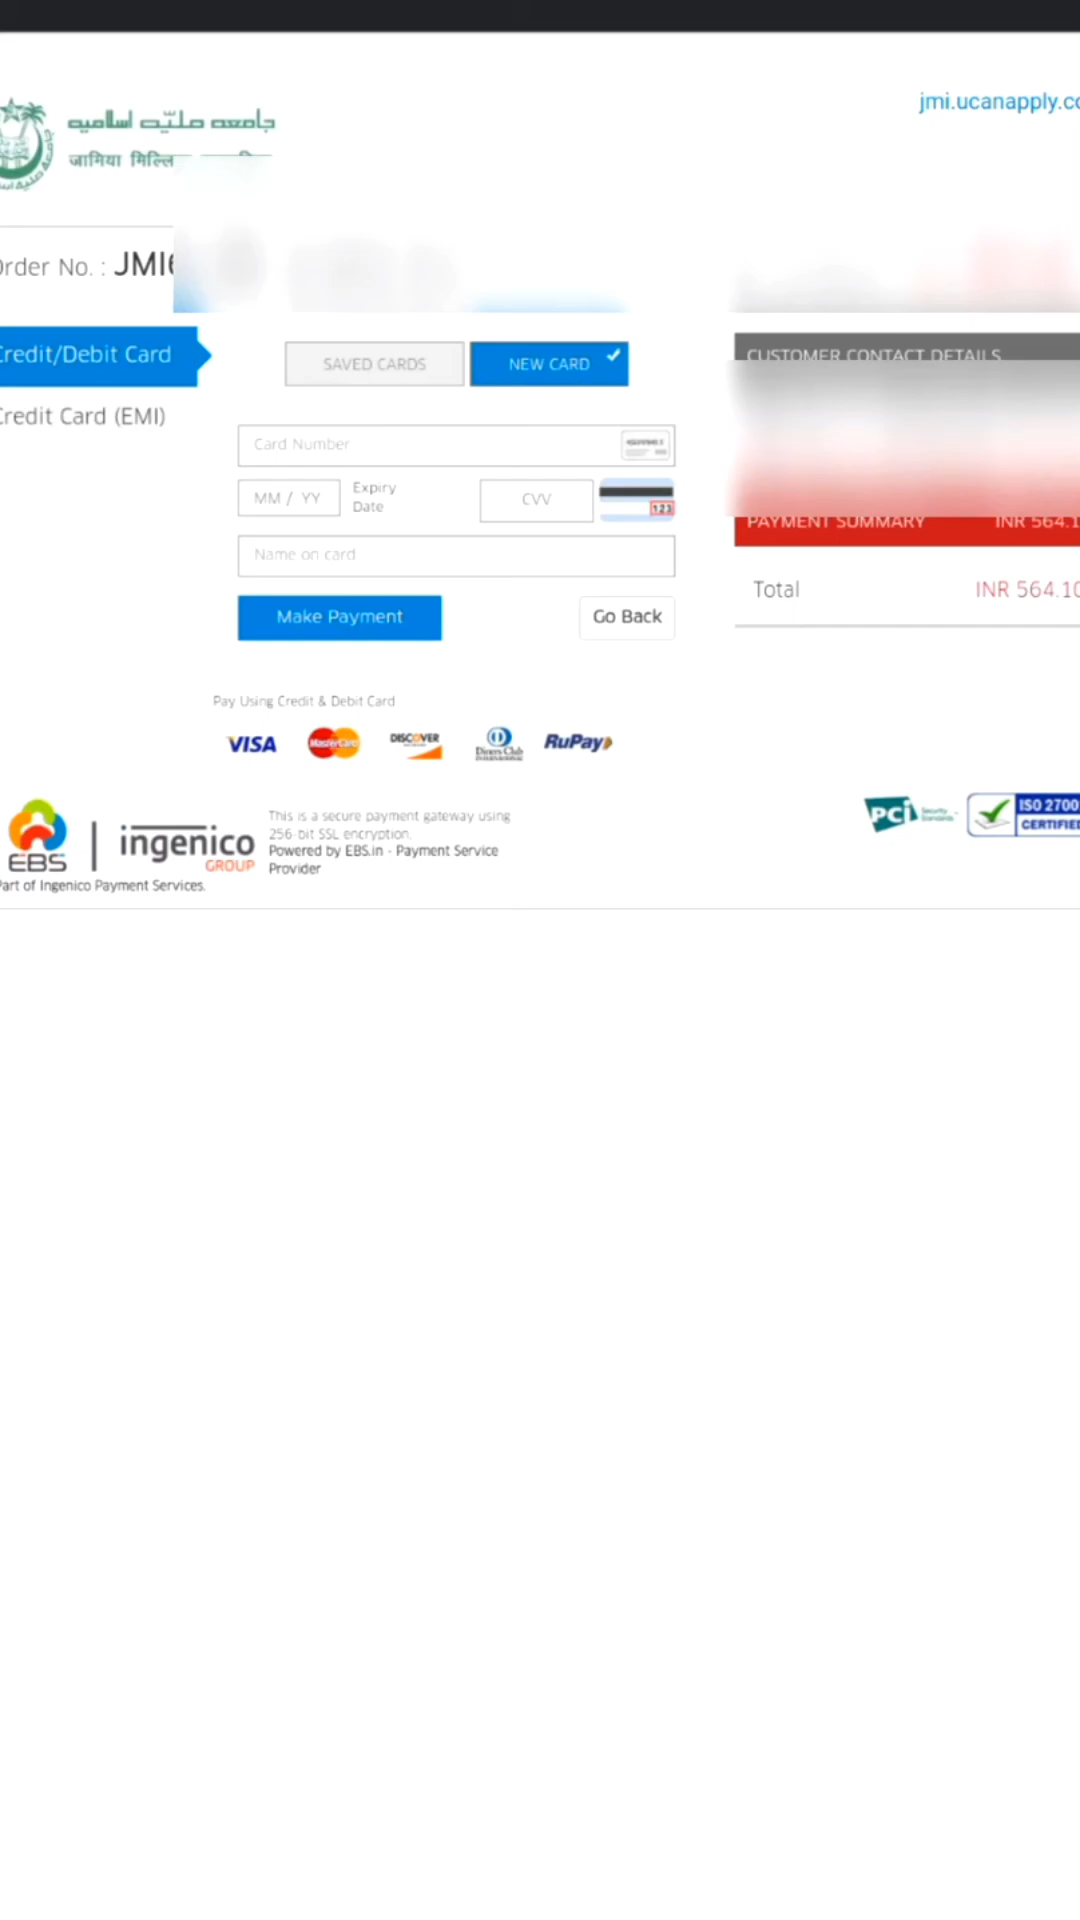 جامعہ ملیّہ اسلامیہ
जामिया
jmi.ucanapply.co
Order No. : JMI6
Credit/Debit Card
Credit Card (EMI)
SAVED CARDS
NEW CARD
Card Number
MM / YY
Expiry
Date
CVV
123
Name on card
Make Payment
Go Back
CUSTOMER CONTACT DETAILS
PAYMENT SUMMARY INR 564.1
Total INR 564.10
Pay Using Credit & Debit Card
VISA
MasterCard
DISCOVER
Diners Club
INTERNATIONAL
RuPay
EBS
ingenico
GROUP
Part of Ingenico Payment Services.
This is a secure payment gateway using
256-bit SSL encryption.
Powered by EBS.in - Payment Service
Provider
PCI
Security
Standards
ISO 2700
CERTIFIED